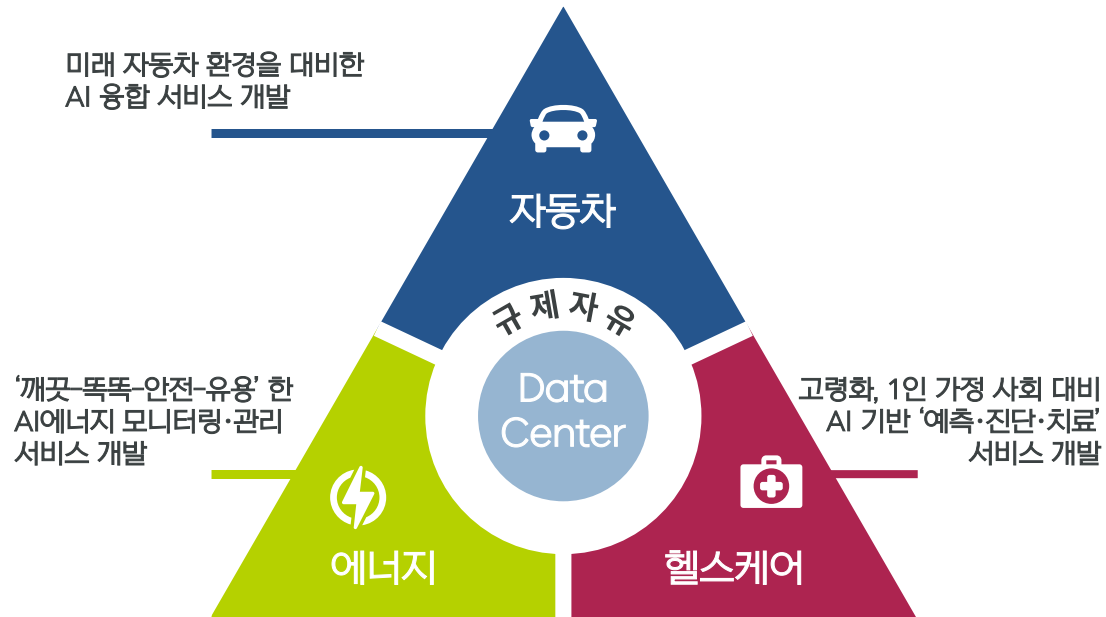 미래 자동차 환경을 대비한
AI 융합 서비스 개발
자동차
규제자유
Data
Center
‘깨끗-똑똑-안전-유용’ 한
AI에너지 모니터링·관리
서비스 개발
에너지
고령화, 1인 가정 사회 대비
AI 기반 ‘예측·진단·치료’
서비스 개발
헬스케어